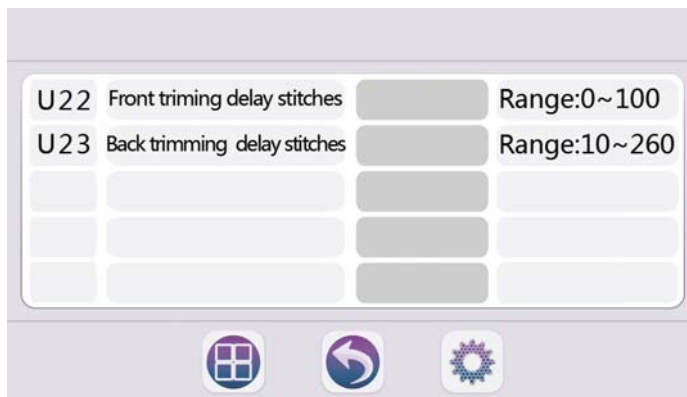 U22 Front triming delay stitches Range:0~100
U23 Back trimming delay stitches Range:10~260